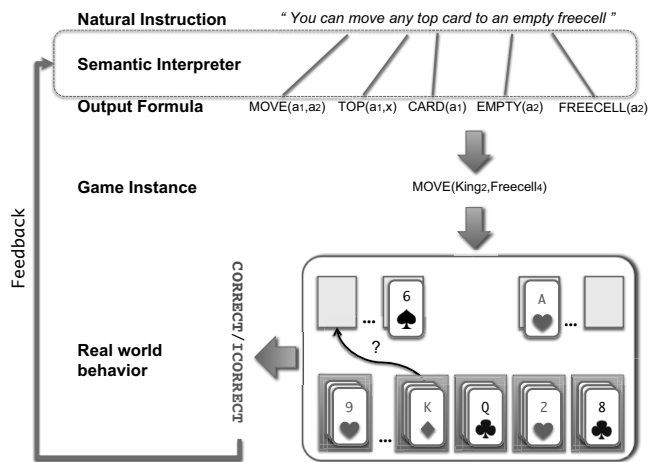 Natural Instruction
“ You can move any top card to an empty freecell ”
Semantic Interpreter
Output Formula
MOVE(a1,a2) TOP(a1,x) CARD(a1) EMPTY(a2) FREECELL(a2)
Game Instance
MOVE(King2,Freecell4)
Feedback
CORRECT/ICORRECT
Real world
behavior
... 6 A ...
?
9 ... K Q 2 8